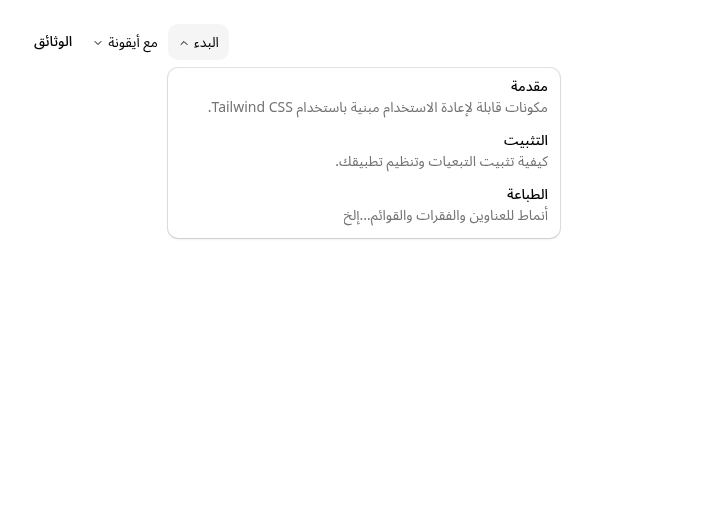 البدء
مع أيقونة
الوثائق
مقدمة
مكونات قابلة لإعادة الاستخدام مبنية باستخدام Tailwind CSS.
التثبيت
كيفية تثبيت التبعيات وتنظيم تطبيقك.
الطباعة
أنماط للعناوين والفقرات والقوائم...إلخ